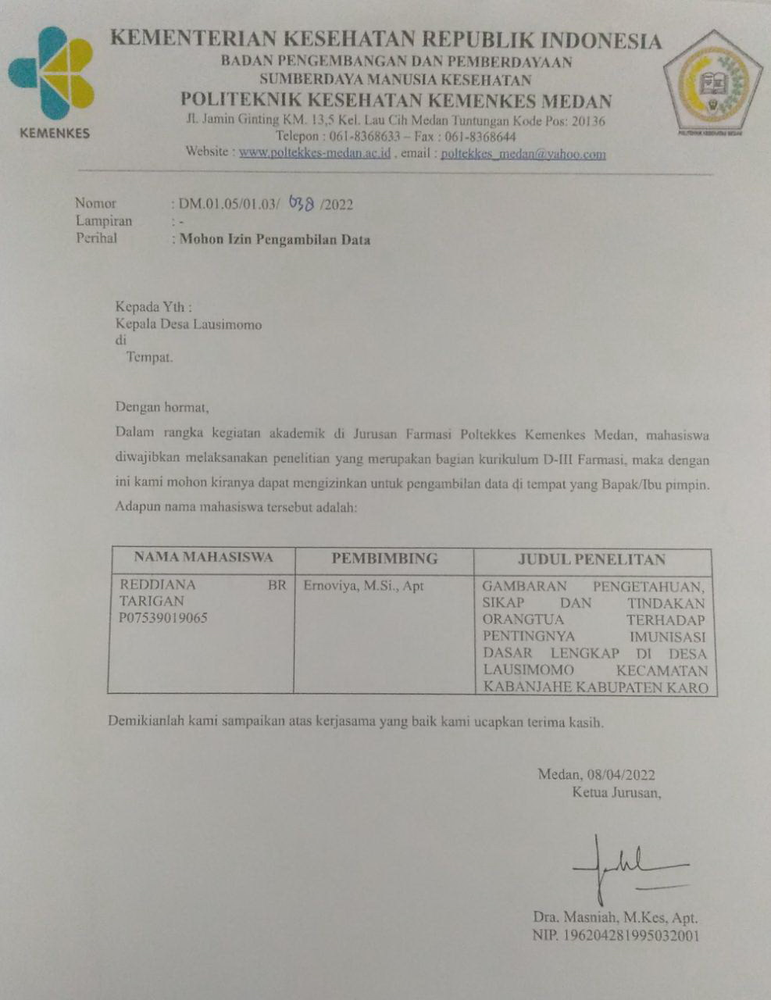 KEMENTERIAN KESEHATAN REPUBLIK INDONESIA
BADAN PENGEMBANGAN DAN PEMBERDAYAAN
SUMBERDAYA MANUSIA KESEHATAN
POLITEKNIK KESEHATAN KEMENKES MEDAN
Jl. Jamin Ginting KM. 13,5 Kel. Lau Cih Medan Tuntungan Kode Pos: 20136
Telepon : 061-8368633 – Fax : 061-8368644
Website : www.poltekkes-medan.ac.id , email : poltekkes_medan@yahoo.com
KEMENKES
POLITEKNIK KESEHATAN MEDAN
Nomor : DM.01.05/01.03/ 038 /2022
Lampiran : -
Perihal : Mohon Izin Pengambilan Data
Kepada Yth :
Kepala Desa Lausimomo
di
Tempat.
Dengan hormat,
Dalam rangka kegiatan akademik di Jurusan Farmasi Poltekkes Kemenkes Medan, mahasiswa
diwajibkan melaksanakan penelitian yang merupakan bagian kurikulum D-III Farmasi, maka dengan
ini kami mohon kiranya dapat mengizinkan untuk pengambilan data di tempat yang Bapak/Ibu pimpin.
Adapun nama mahasiswa tersebut adalah:
NAMA MAHASISWA PEMBIMBING JUDUL PENELITAN
REDDIANA BR Ernoviya, M.Si., Apt GAMBARAN PENGETAHUAN,
TARIGAN SIKAP DAN TINDAKAN
P07539019065 ORANGTUA TERHADAP
PENTINGNYA IMUNISASI
DASAR LENGKAP DI DESA
LAUSIMOMO KECAMATAN
KABANJAHE KABUPATEN KARO
Demikianlah kami sampaikan atas kerjasama yang baik kami ucapkan terima kasih.
Medan, 08/04/2022
Ketua Jurusan,
Dra. Masniah, M.Kes, Apt.
NIP. 196204281995032001